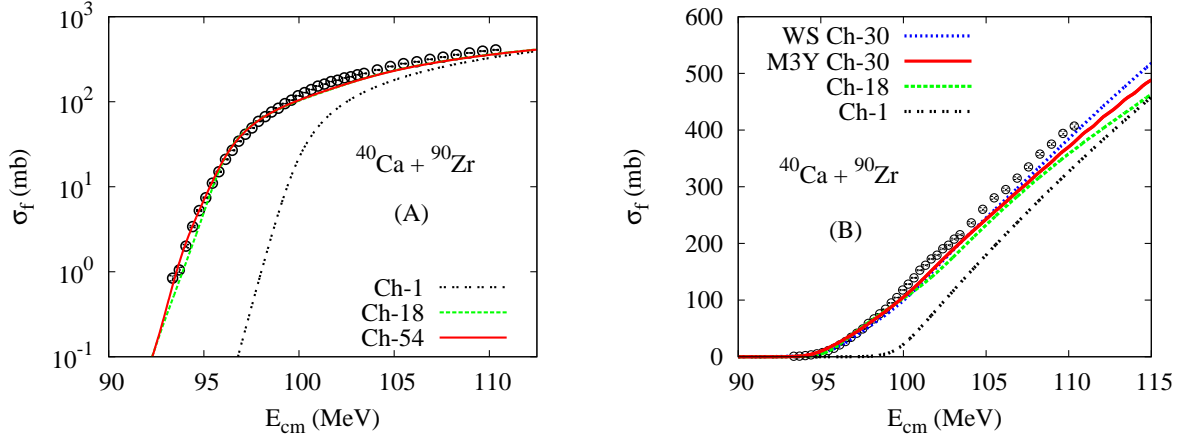 10³
10²
10¹
10⁰
10⁻¹
σf (mb)
⁴⁰Ca + ⁹⁰Zr
(A)
Ch-1
Ch-18
Ch-54
90 95 100 105 110
Ecm (MeV)
WS Ch-30
M3Y Ch-30
Ch-18
Ch-1
600
500
400
300
200
100
0
σf (mb)
⁴⁰Ca + ⁹⁰Zr
(B)
90 95 100 105 110 115
Ecm (MeV)